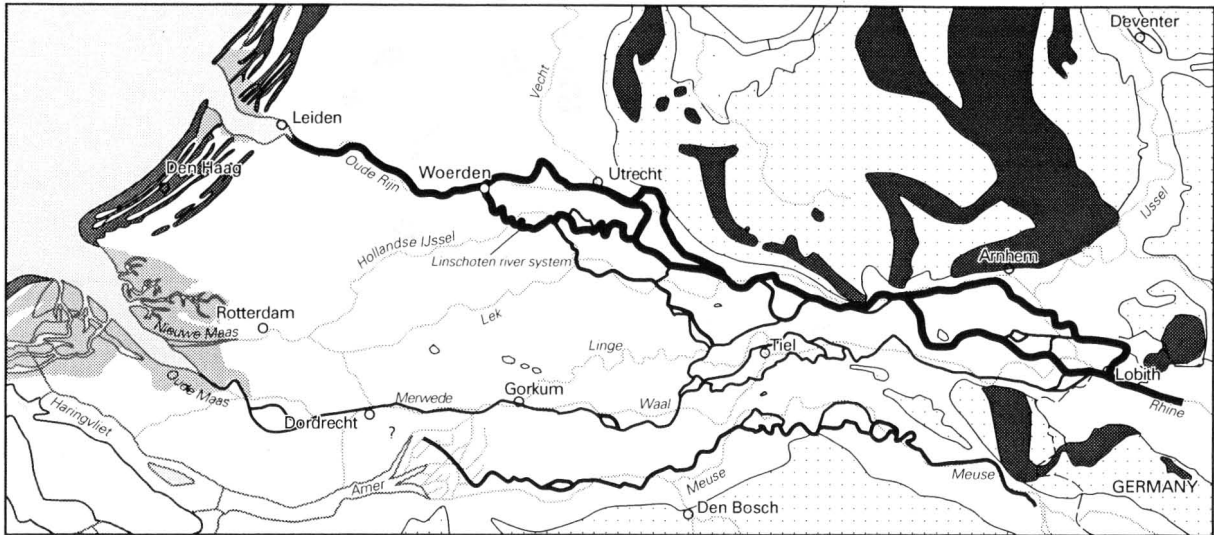 Deventer
Vecht
Leiden
Den Haag
Oude Rijn
Woerden
Utrecht
IJssel
Hollandse IJssel
Linschoten river system
Arnhem
Rotterdam
Nieuwe Maas
Lek
Linge
Tiel
Lobith
Oude Maas
Rhine
Haringvliet
Dordrecht
Merwede
Gorkum
Waal
?
Amer
Meuse
Meuse
GERMANY
Den Bosch